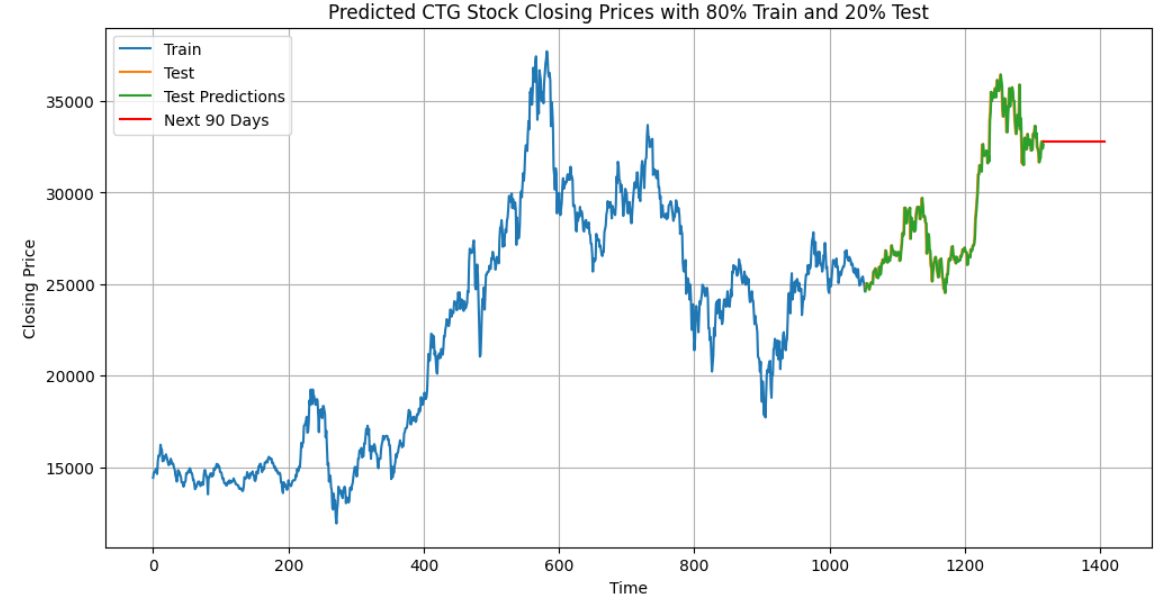 Predicted CTG Stock Closing Prices with 80% Train and 20% Test
Train
Test
Test Predictions
Next 90 Days
Closing Price
35000
30000
25000
20000
15000
0 200 400 600 800 1000 1200 1400
Time